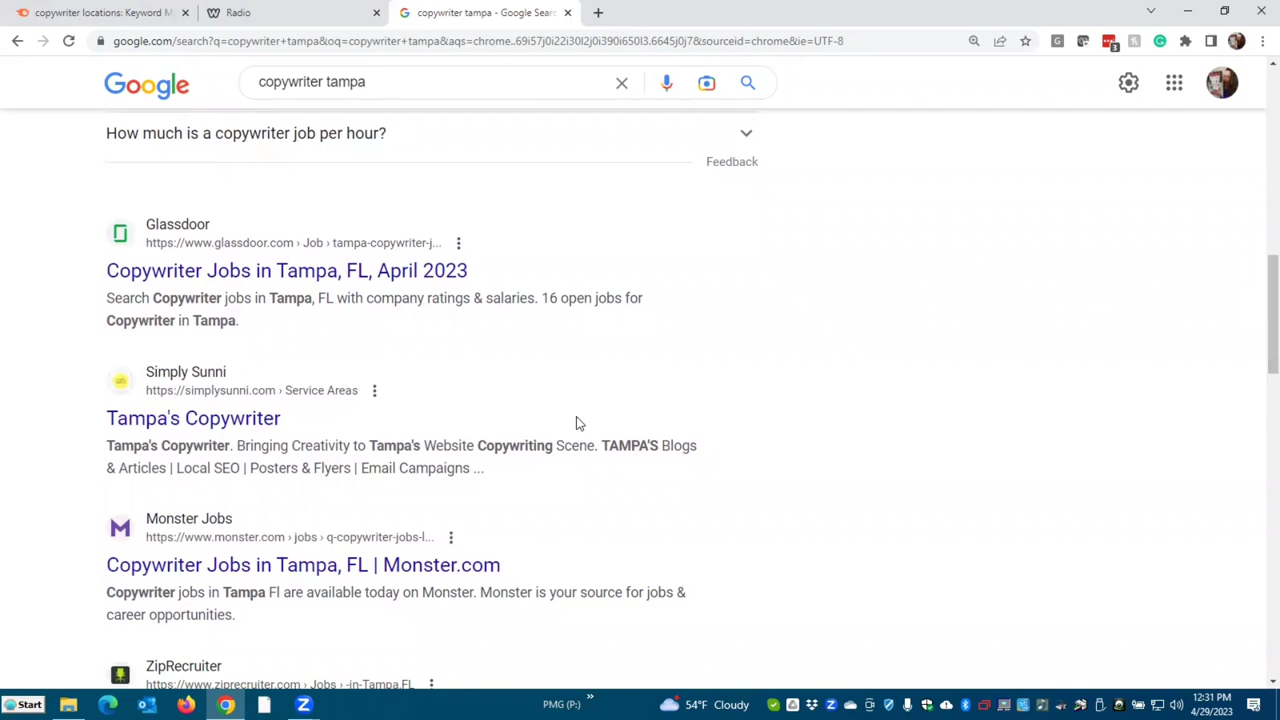 copywriter locations: Keyword M
Radio
copywriter tampa - Google Searc
google.com/search?q=copywriter+tampa&oq=copywriter+tampa&aqs=chrome..69i57j0i22i30l2j0i390i650l3.6645j0j7&sourceid=chrome&ie=UTF-8
3
Google
copywriter tampa
How much is a copywriter job per hour?
Feedback
Glassdoor
https://www.glassdoor.com › Job › tampa-copywriter-j...
Copywriter Jobs in Tampa, FL, April 2023
Search Copywriter jobs in Tampa, FL with company ratings & salaries. 16 open jobs for
Copywriter in Tampa.
Simply Sunni
https://simplysunni.com › Service Areas
Tampa's Copywriter
Tampa's Copywriter. Bringing Creativity to Tampa's Website Copywriting Scene. TAMPA'S Blogs
& Articles | Local SEO | Posters & Flyers | Email Campaigns ...
Monster Jobs
https://www.monster.com › jobs › q-copywriter-jobs-l...
Copywriter Jobs in Tampa, FL | Monster.com
Copywriter jobs in Tampa Fl are available today on Monster. Monster is your source for jobs &
career opportunities.
ZipRecruiter
https://www.ziprecruiter.com › Jobs › -in-Tampa,FL
Start
PMG (P:)
»
54°F Cloudy
12:31 PM
4/29/2023